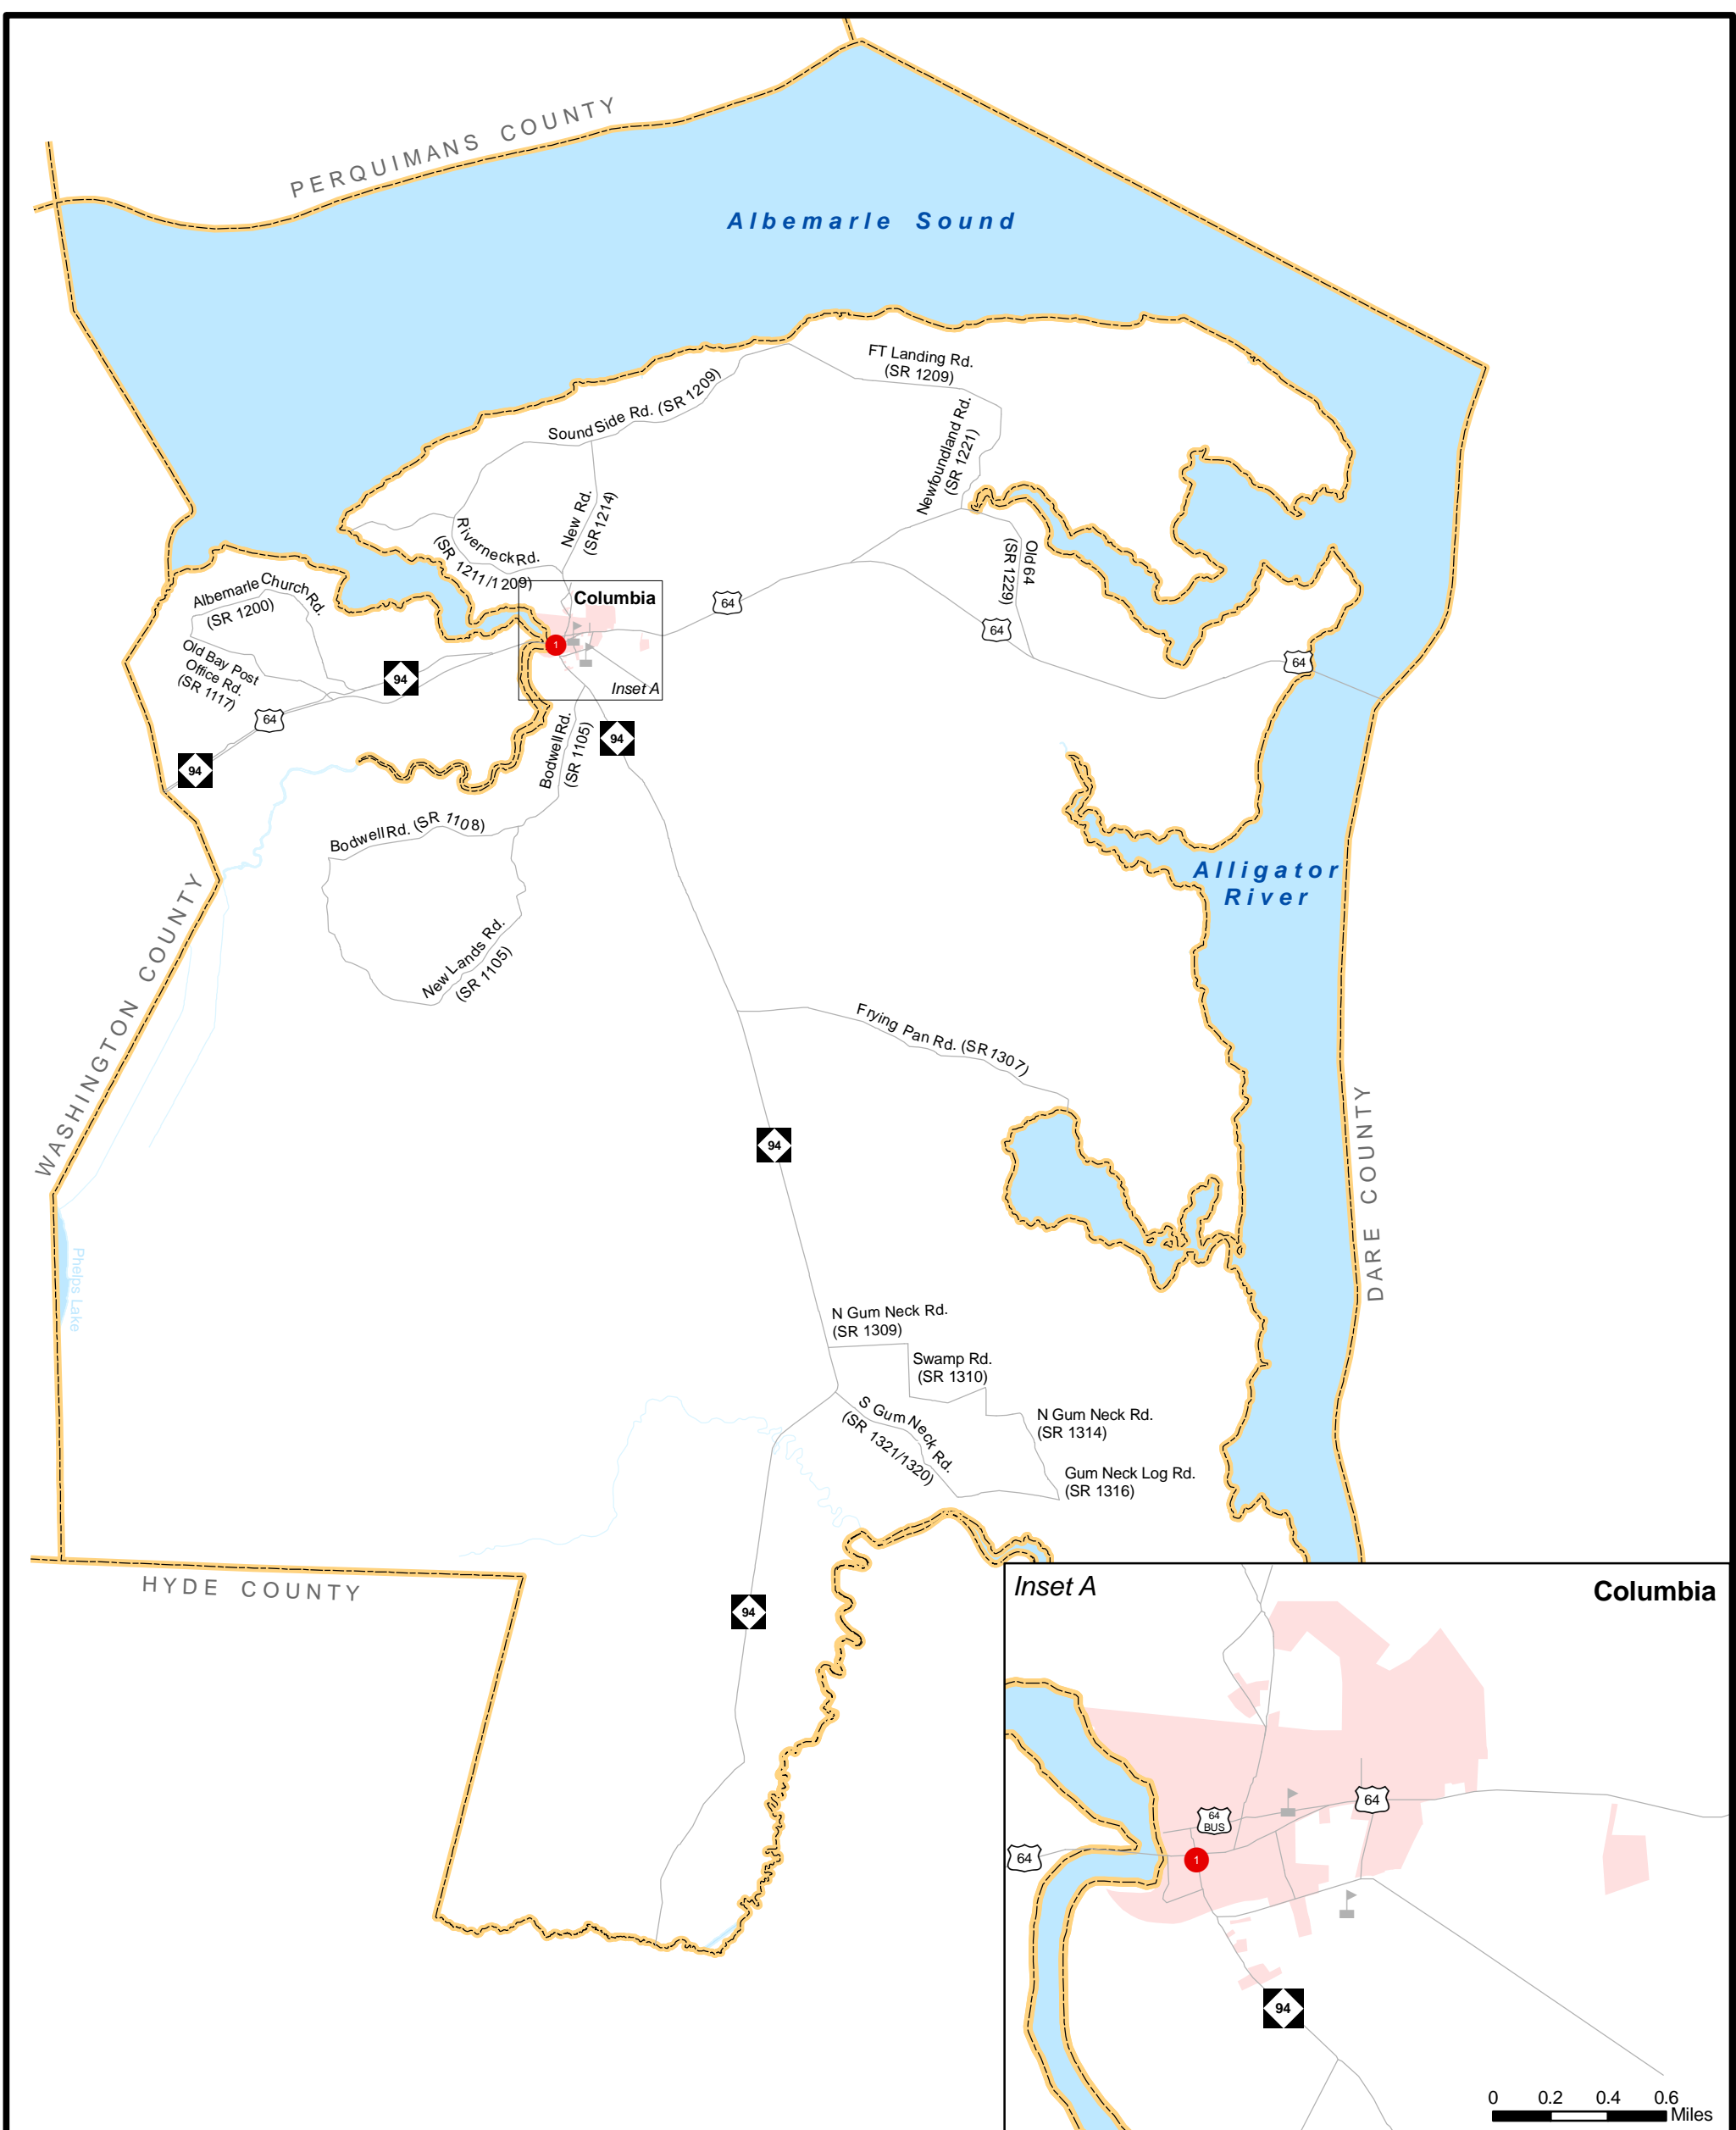 PERQUIMANS COUNTY
Albemarle Sound
FT Landing Rd.
(SR 1209)
Sound Side Rd. (SR 1209)
Newfoundland Rd.
(SR 1221)
New Rd.
(SR 1214)
Riverneck Rd.
(SR 1211/1209)
Old 64
(SR 1229)
Albemarle Church Rd.
(SR 1200)
Columbia
64
64
64
1
Old Bay Post
Office Rd.
(SR 1117)
94
Inset A
64
94
94
Bodwell Rd.
(SR 1105)
Bodwell Rd. (SR 1108)
Alligator
River
WASHINGTON COUNTY
New Lands Rd.
(SR 1105)
Frying Pan Rd. (SR 1307)
94
DARE COUNTY
Phelps Lake
N Gum Neck Rd.
(SR 1309)
Swamp Rd.
(SR 1310)
S Gum Neck Rd.
(SR 1321/1320)
N Gum Neck Rd.
(SR 1314)
Gum Neck Log Rd.
(SR 1316)
HYDE COUNTY
94
Inset A
Columbia
64
64
BUS
64
1
94
0 0.2 0.4 0.6
Miles